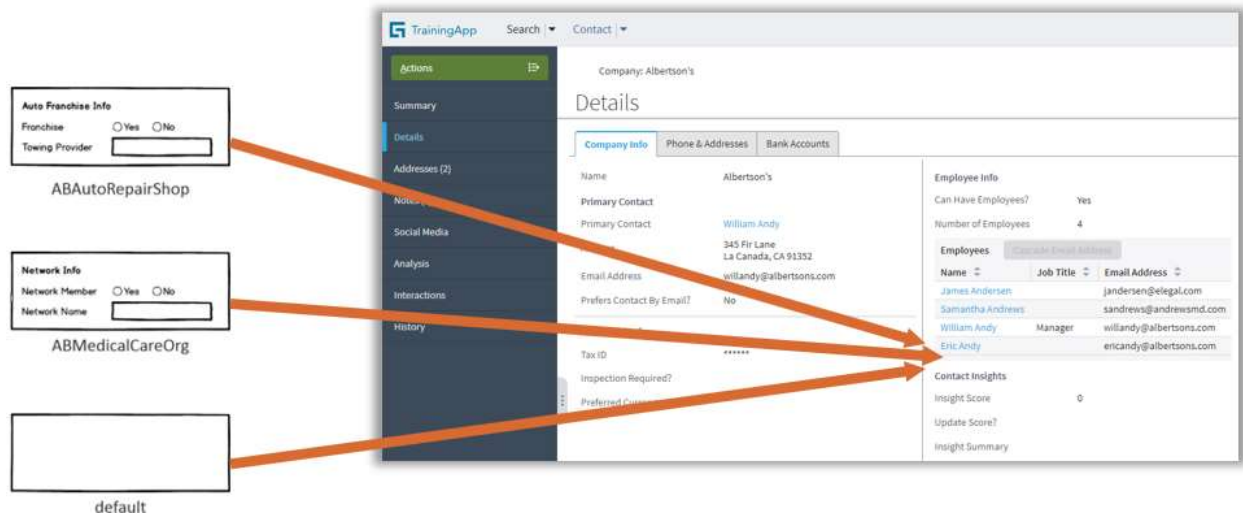 Auto Franchise Info
Franchise Yes No
Towing Provider
ABAutoRepairShop
Network Info
Network Member Yes No
Network Name
ABMedicalCareOrg
default
TrainingApp Search Contact
Actions
Summary
Details
Addresses (2)
Social Media
Analysis
Interactions
History
Company: Albertson's
Details
Company Info Phone & Addresses Bank Accounts
Name Albertson's
Primary Contact
Primary Contact William Andy
345 Fir Lane
La Canada, CA 91352
Email Address willandy@albertsons.com
Prefers Contact By Email? No
Tax ID ******
Inspection Required?
Preferred
Employee Info
Can Have Employees? Yes
Number of Employees 4
Employees Cascade Email Address
Name Job Title Email Address
James Andersen jandersen@elegal.com
Samantha Andrews sandrews@andrewsmd.com
William Andy Manager willandy@albertsons.com
Eric Andy ericandy@albertsons.com
Contact Insights
Insight Score 0
Update Score?
Insight Summary